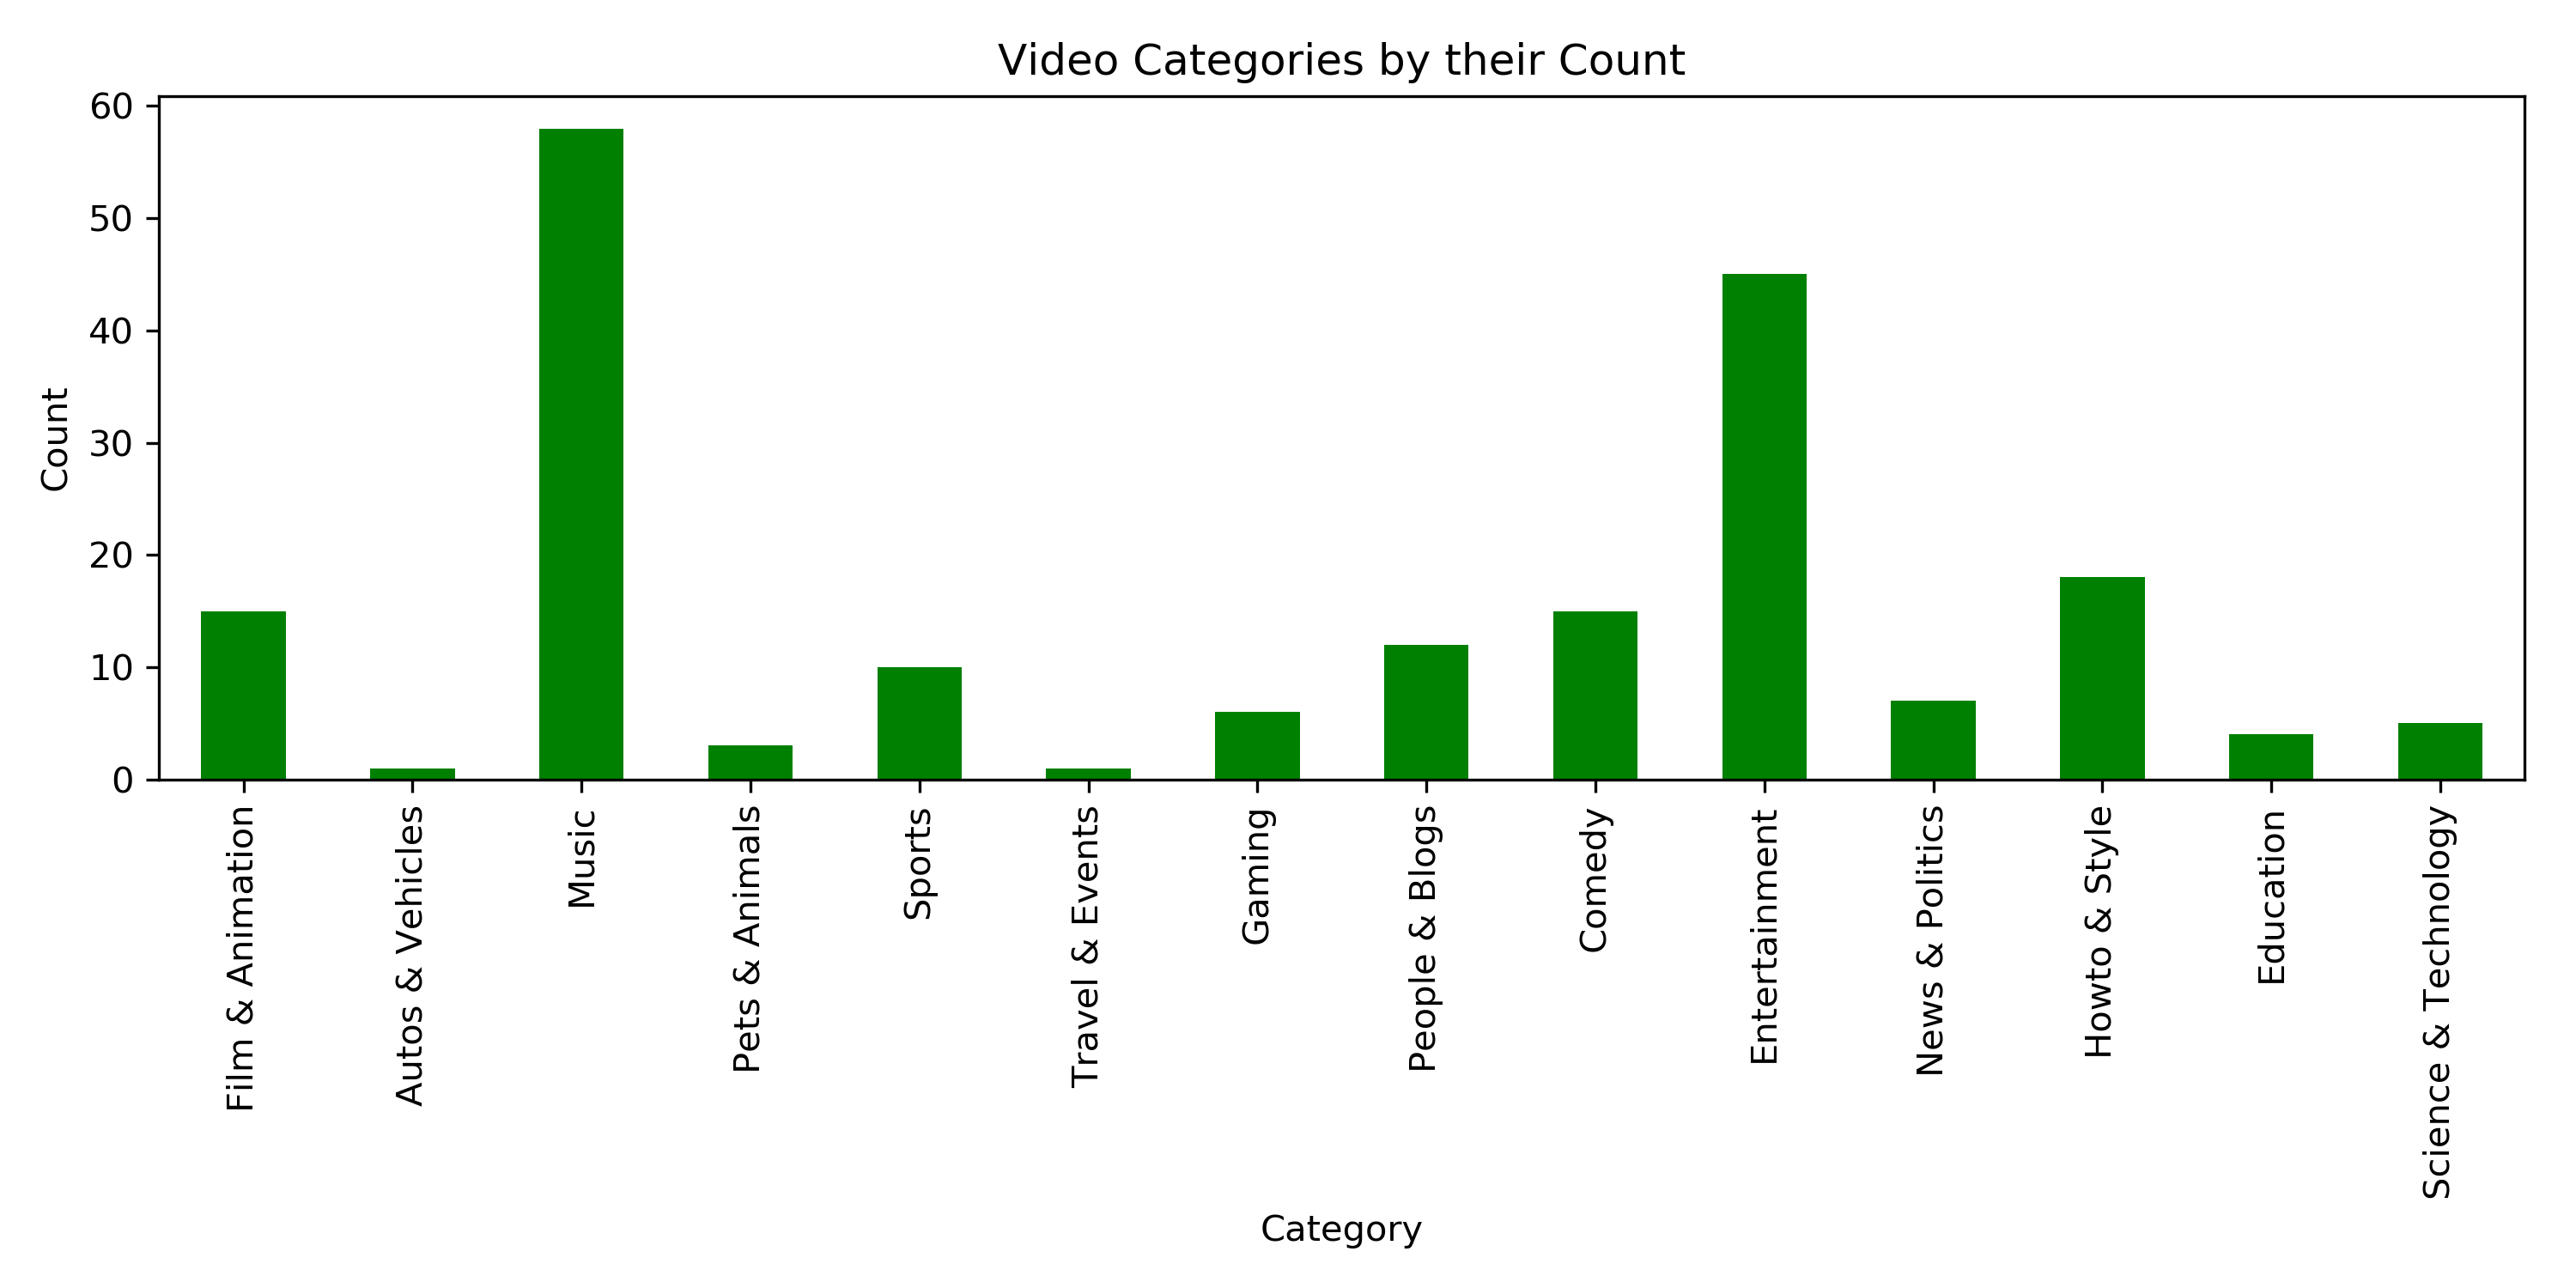 Video Categories by their Count
60
50
40
30
20
10
0
Count
Film & Animation
Autos & Vehicles
Music
Pets & Animals
Sports
Travel & Events
Gaming
People & Blogs
Comedy
Entertainment
News & Politics
Howto & Style
Education
Science & Technology
Category